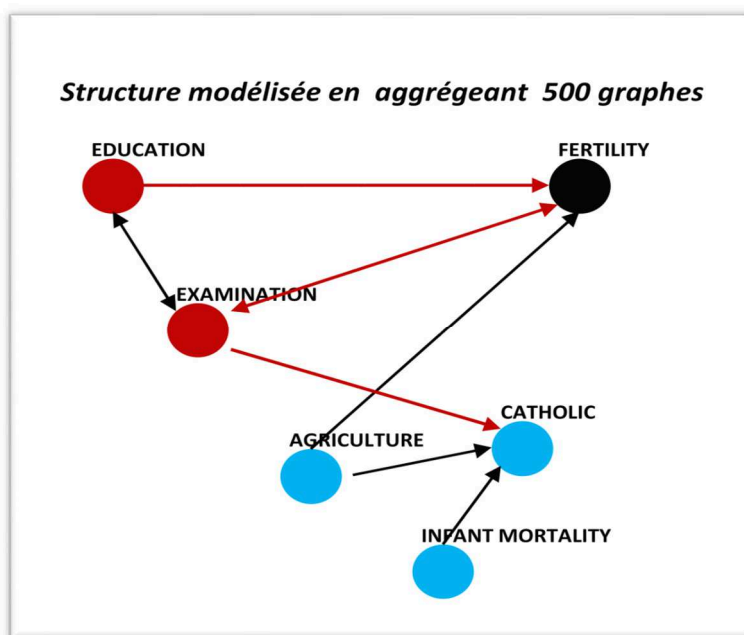 Structure modélisée en aggrégeant 500 graphes
EDUCATION
FERTILITY
EXAMINATION
CATHOLIC
AGRICULTURE
INFANT MORTALITY